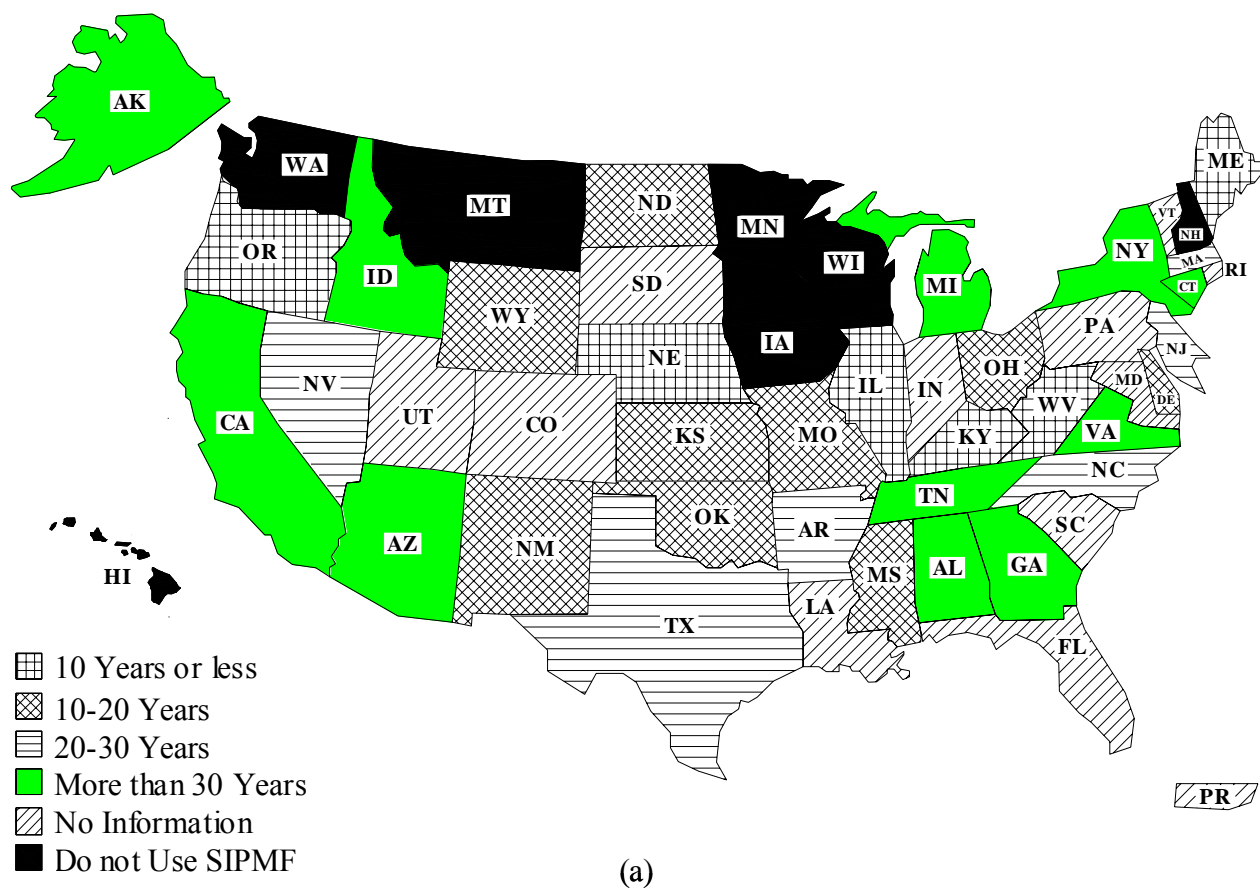 AK
WA
MT
ND
MN
ME
VT
NH
OR
ID
WI
NY
MA
RI
CT
MI
SD
WY
PA
IA
NE
NJ
OH
IN
IL
MD
DE
NV
UT
CO
WV
CA
KS
MO
KY
VA
NC
TN
OK
AR
SC
AZ
NM
MS
AL
GA
HI
LA
TX
FL
PR
10 Years or less
10-20 Years
20-30 Years
More than 30 Years
No Information
Do not Use SIPMF
(a)